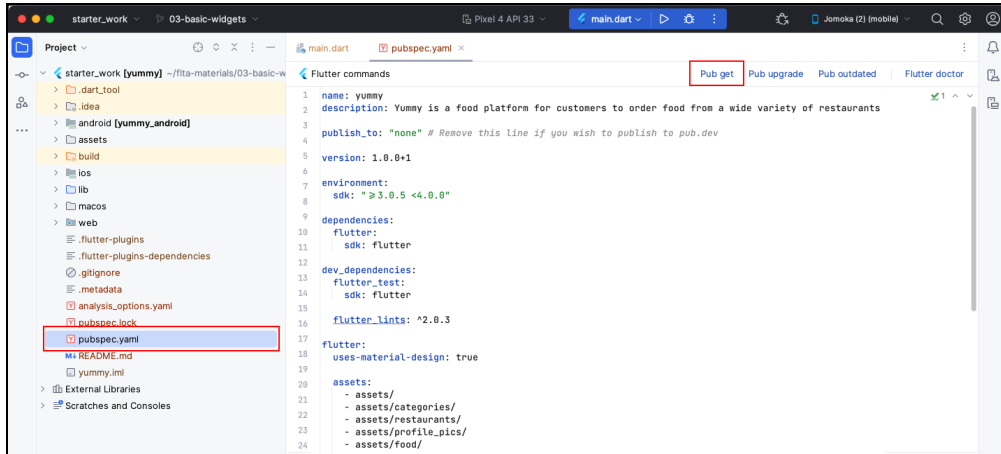 starter_work
03-basic-widgets
Pixel 4 API 33
main.dart
Jomoka (2) (mobile)
Project
main.dart
pubspec.yaml
starter_work [yummy] ~/flta-materials/03-basic-w
.dart_tool
.idea
android [yummy_android]
assets
build
ios
lib
macos
web
.flutter-plugins
.flutter-plugins-dependencies
.gitignore
.metadata
analysis_options.yaml
pubspec.lock
pubspec.yaml
M↓ README.md
yummy.iml
External Libraries
Scratches and Consoles
Flutter commands
Pub get
Pub upgrade
Pub outdated
Flutter doctor
1
1 name: yummy
2 description: Yummy is a food platform for customers to order food from a wide variety of restaurants
3
4 publish_to: "none" # Remove this line if you wish to publish to pub.dev
5
6 version: 1.0.0+1
7
8 environment:
9 sdk: "≥3.0.5 <4.0.0"
10
11 dependencies:
12 flutter:
13 sdk: flutter
14
15 dev_dependencies:
16 flutter_test:
17 sdk: flutter
18
19 flutter_lints: ^2.0.3
20
21 flutter:
22 uses-material-design: true
23
24 assets:
- assets/
- assets/categories/
- assets/restaurants/
- assets/profile_pics/
- assets/food/